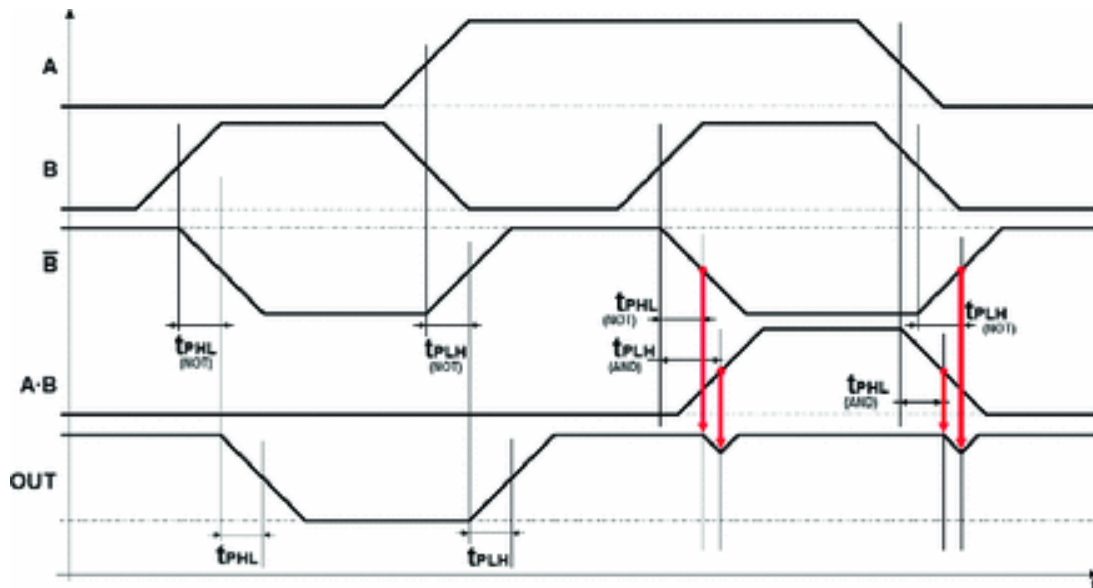 A
B
B̅
tPHL
(NOT)
tPLH
(NOT)
tPHL
(NOT)
tPLH
(AND)
tPLH
(NOT)
A·B
tPHL
(AND)
OUT
tPHL
tPLH
t